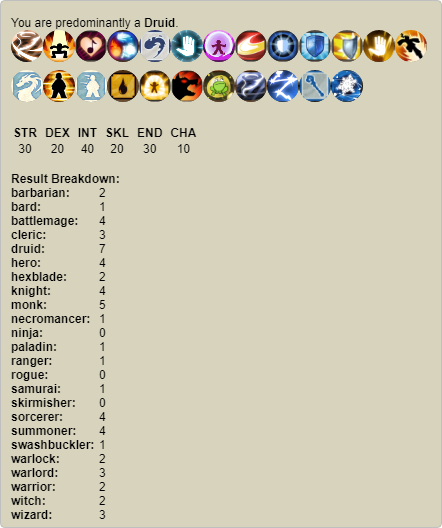 You are predominantly a Druid.
STR DEX INT SKL END CHA
30 20 40 20 30 10
Result Breakdown:
barbarian: 2
bard: 1
battlemage: 4
cleric: 3
druid: 7
hero: 4
hexblade: 2
knight: 4
monk: 5
necromancer: 1
ninja: 0
paladin: 1
ranger: 1
rogue: 0
samurai: 1
skirmisher: 0
sorcerer: 4
summoner: 4
swashbuckler: 1
warlock: 2
warlord: 3
warrior: 2
witch: 2
wizard: 3